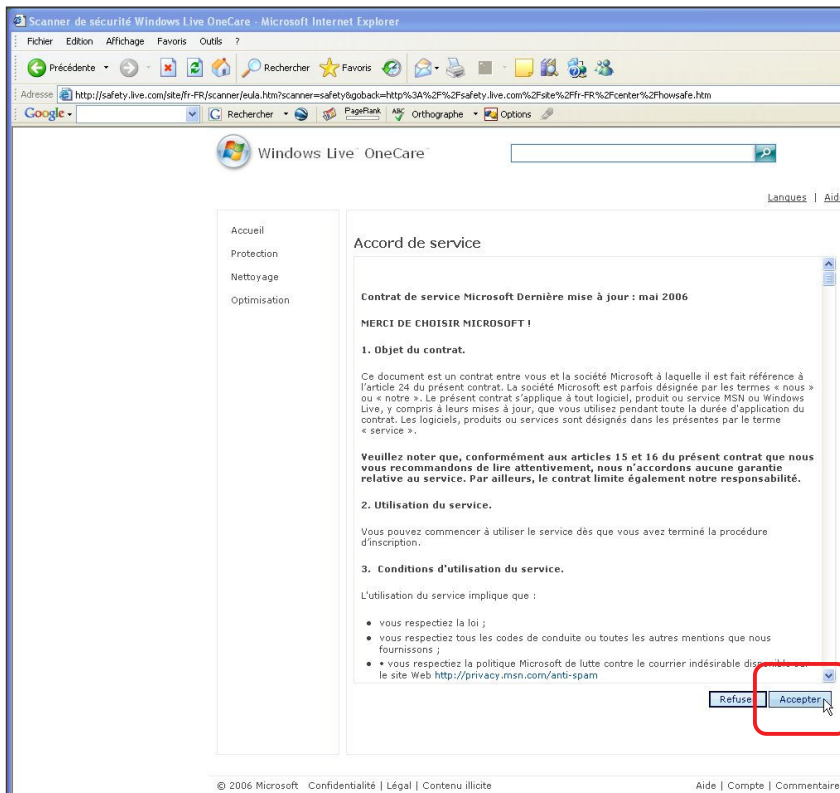 Scanner de sécurité Windows Live OneCare - Microsoft Internet Explorer
Fichier Edition Affichage Favoris Outils ?
Précédente Rechercher Favoris
Adresse http://safety.live.com/site/fr-FR/scanner/eula.htm?scanner=safety&goback=http%3A%2F%2Fsafety.live.com%2Fsite%2Ffr-FR%2Fcenter%2Fhowsafe.htm
Google Rechercher PageRank ABC Orthographe Options
Windows Live™ OneCare™
Langues | Aid
Accueil
Protection
Nettoyage
Optimisation
Accord de service
Contrat de service Microsoft Dernière mise à jour : mai 2006
MERCI DE CHOISIR MICROSOFT !
1. Objet du contrat.
Ce document est un contrat entre vous et la société Microsoft à laquelle il est fait référence à
l'article 24 du présent contrat. La société Microsoft est parfois désignée par les termes « nous »
ou « notre ». Le présent contrat s'applique à tout logiciel, produit ou service MSN ou Windows
Live, y compris à leurs mises à jour, que vous utilisez pendant toute la durée d'application du
contrat. Les logiciels, produits ou services sont désignés dans les présentes par le terme
« service ».
Veuillez noter que, conformément aux articles 15 et 16 du présent contrat que nous
vous recommandons de lire attentivement, nous n'accordons aucune garantie
relative au service. Par ailleurs, le contrat limite également notre responsabilité.
2. Utilisation du service.
Vous pouvez commencer à utiliser le service dès que vous avez terminé la procédure
d'inscription.
3. Conditions d'utilisation du service.
L'utilisation du service implique que :
• vous respectiez la loi ;
• vous respectiez tous les codes de conduite ou toutes les autres mentions que nous
fournissons ;
• • vous respectiez la politique Microsoft de lutte contre le courrier indésirable disponible sur
le site Web http://privacy.msn.com/anti-spam
Refuser Accepter
© 2006 Microsoft Confidentialité | Légal | Contenu illicite
Aide | Compte | Commentaire